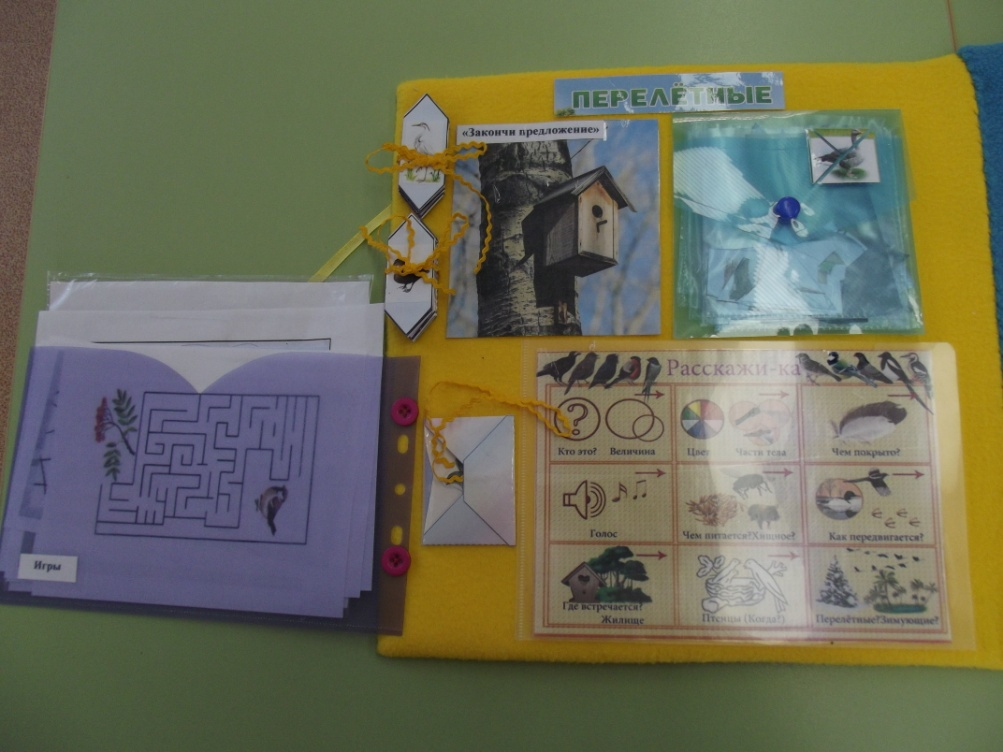 ПЕРЕЛЁТНЫЕ
«Закончи предложение»
Расскажи-ка
Кто это? Величина
Цвет Части тела
Чем покрыто?
Голос
Чем питается?Хищное?
Как передвигается?
Где встречается?
Жилище
Птенцы (Когда?)
Перелётные?Зимующие?
Игры